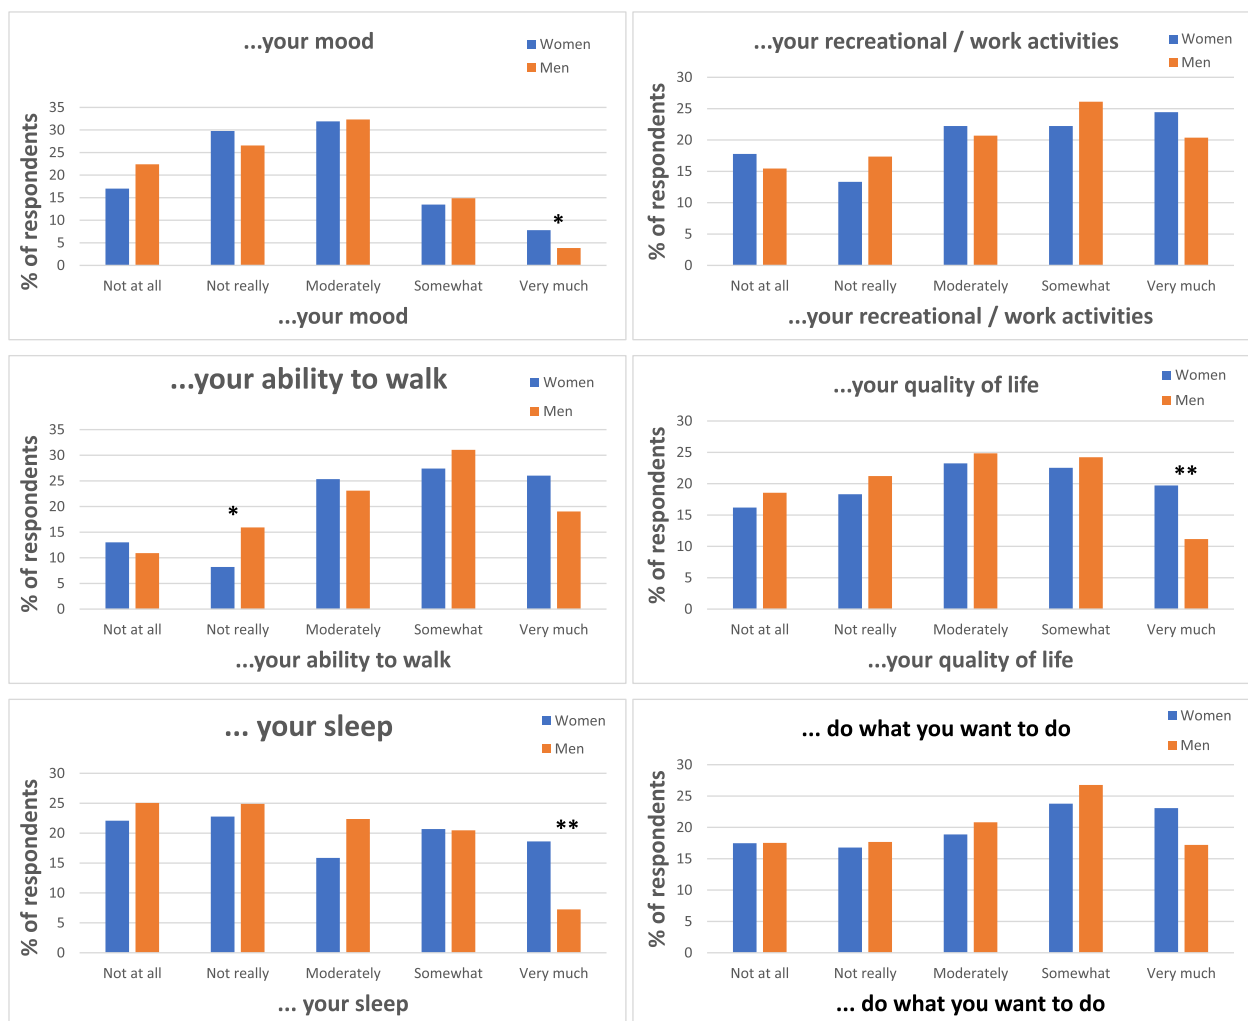 ...your mood
Women
Men
% of respondents
35
30
25
20
15
10
5
0
*
Not at all Not really Moderately Somewhat Very much
...your mood
...your recreational / work activities
Women
Men
% of respondents
30
25
20
15
10
5
0
Not at all Not really Moderately Somewhat Very much
...your recreational / work activities
...your ability to walk
Women
Men
% of respondents
35
30
25
20
15
10
5
0
*
Not at all Not really Moderately Somewhat Very much
...your ability to walk
...your quality of life
Women
Men
% of respondents
30
25
20
15
10
5
0
**
Not at all Not really Moderately Somewhat Very much
...your quality of life
... your sleep
Women
Men
% of respondents
30
25
20
15
10
5
0
**
Not at all Not really Moderately Somewhat Very much
... your sleep
... do what you want to do
Women
Men
% of respondents
30
25
20
15
10
5
0
Not at all Not really Moderately Somewhat Very much
... do what you want to do